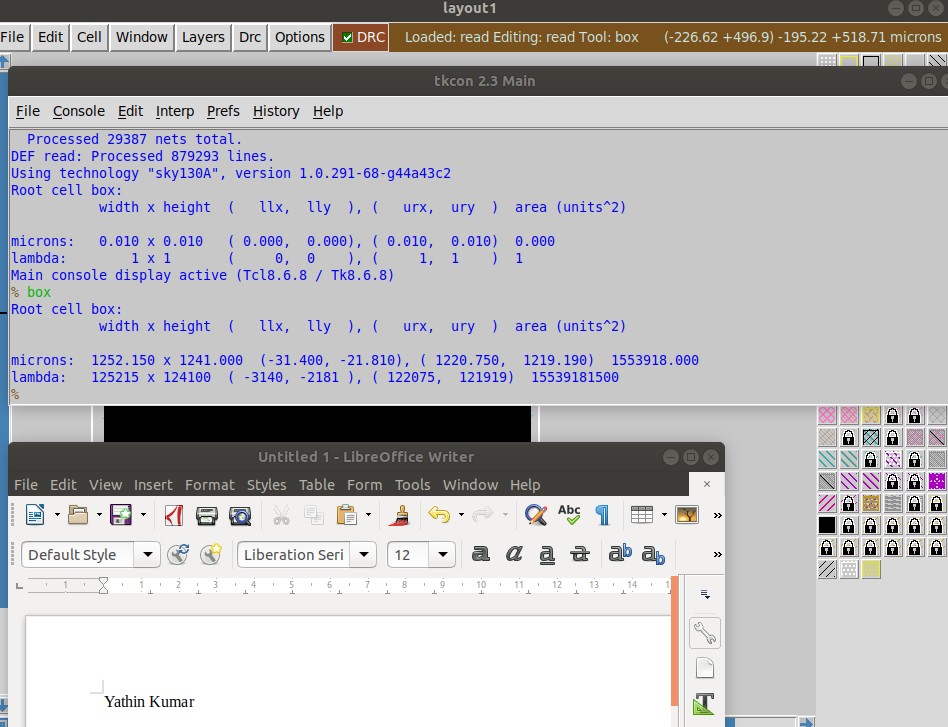 layout1
File Edit Cell Window Layers Drc Options DRC Loaded: read Editing: read Tool: box (-226.62 +496.9) -195.22 +518.71 microns
tkcon 2.3 Main
File Console Edit Interp Prefs History Help
Processed 29387 nets total.
DEF read: Processed 879293 lines.
Using technology "sky130A", version 1.0.291-68-g44a43c2
Root cell box:
width x height ( llx, lly ), ( urx, ury ) area (units^2)
microns: 0.010 x 0.010 ( 0.000, 0.000), ( 0.010, 0.010) 0.000
lambda: 1 x 1 ( 0, 0 ), ( 1, 1 ) 1
Main console display active (Tcl8.6.8 / Tk8.6.8)
% box
Root cell box:
width x height ( llx, lly ), ( urx, ury ) area (units^2)
microns: 1252.150 x 1241.000 (-31.400, -21.810), ( 1220.750, 1219.190) 1553918.000
lambda: 125215 x 124100 ( -3140, -2181 ), ( 122075, 121919) 15539181500
%
Untitled 1 - LibreOffice Writer
File Edit View Insert Format Styles Table Form Tools Window Help
Abc
Default Style Liberation Seri 12 a a a a ab ab
1 1 2 3 4 5 6 7 8 9 10 11 12 13 14
Yathin Kumar